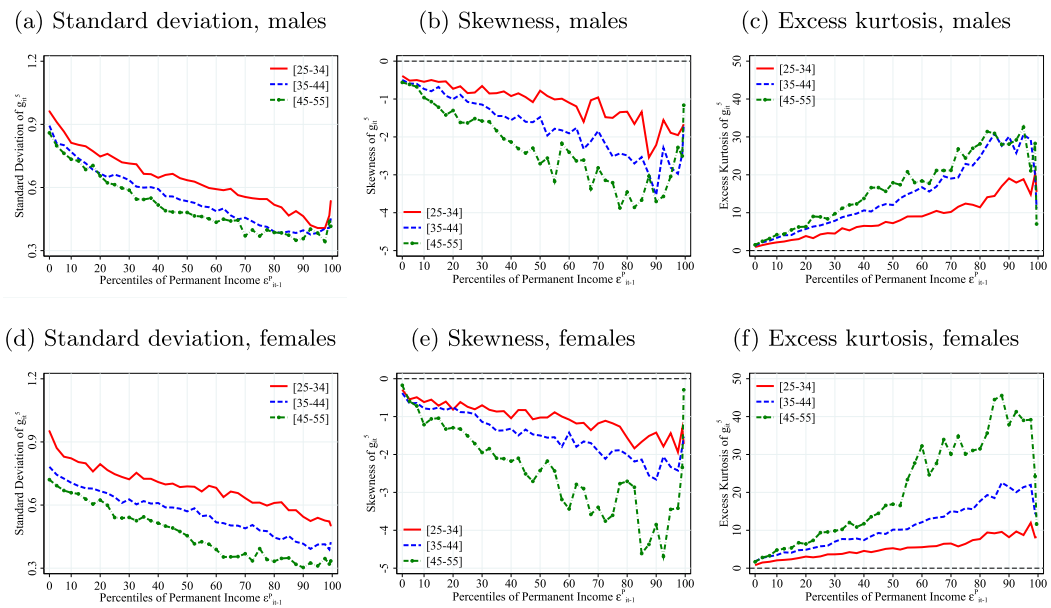 (a) Standard deviation, males
(b) Skewness, males
(c) Excess kurtosis, males
Standard Deviation of g_it^5
1.2
0.9
0.6
0.3
[25-34]
[35-44]
[45-55]
0 10 20 30 40 50 60 70 80 90 100
Percentiles of Permanent Income ε^P_it-1
Skewness of g_it^5
0
-1
-2
-3
-4
-5
[25-34]
[35-44]
[45-55]
0 10 20 30 40 50 60 70 80 90 100
Percentiles of Permanent Income ε^P_it-1
Excess Kurtosis of g_it^5
50
40
30
20
10
0
[25-34]
[35-44]
[45-55]
0 10 20 30 40 50 60 70 80 90 100
Percentiles of Permanent Income ε^P_it-1
(d) Standard deviation, females
(e) Skewness, females
(f) Excess kurtosis, females
Standard Deviation of g_it^5
1.2
0.9
0.6
0.3
[25-34]
[35-44]
[45-55]
0 10 20 30 40 50 60 70 80 90 100
Percentiles of Permanent Income ε^P_it-1
Skewness of g_it^5
0
-1
-2
-3
-4
-5
[25-34]
[35-44]
[45-55]
0 10 20 30 40 50 60 70 80 90 100
Percentiles of Permanent Income ε^P_it-1
Excess Kurtosis of g_it^5
50
40
30
20
10
0
[25-34]
[35-44]
[45-55]
0 10 20 30 40 50 60 70 80 90 100
Percentiles of Permanent Income ε^P_it-1